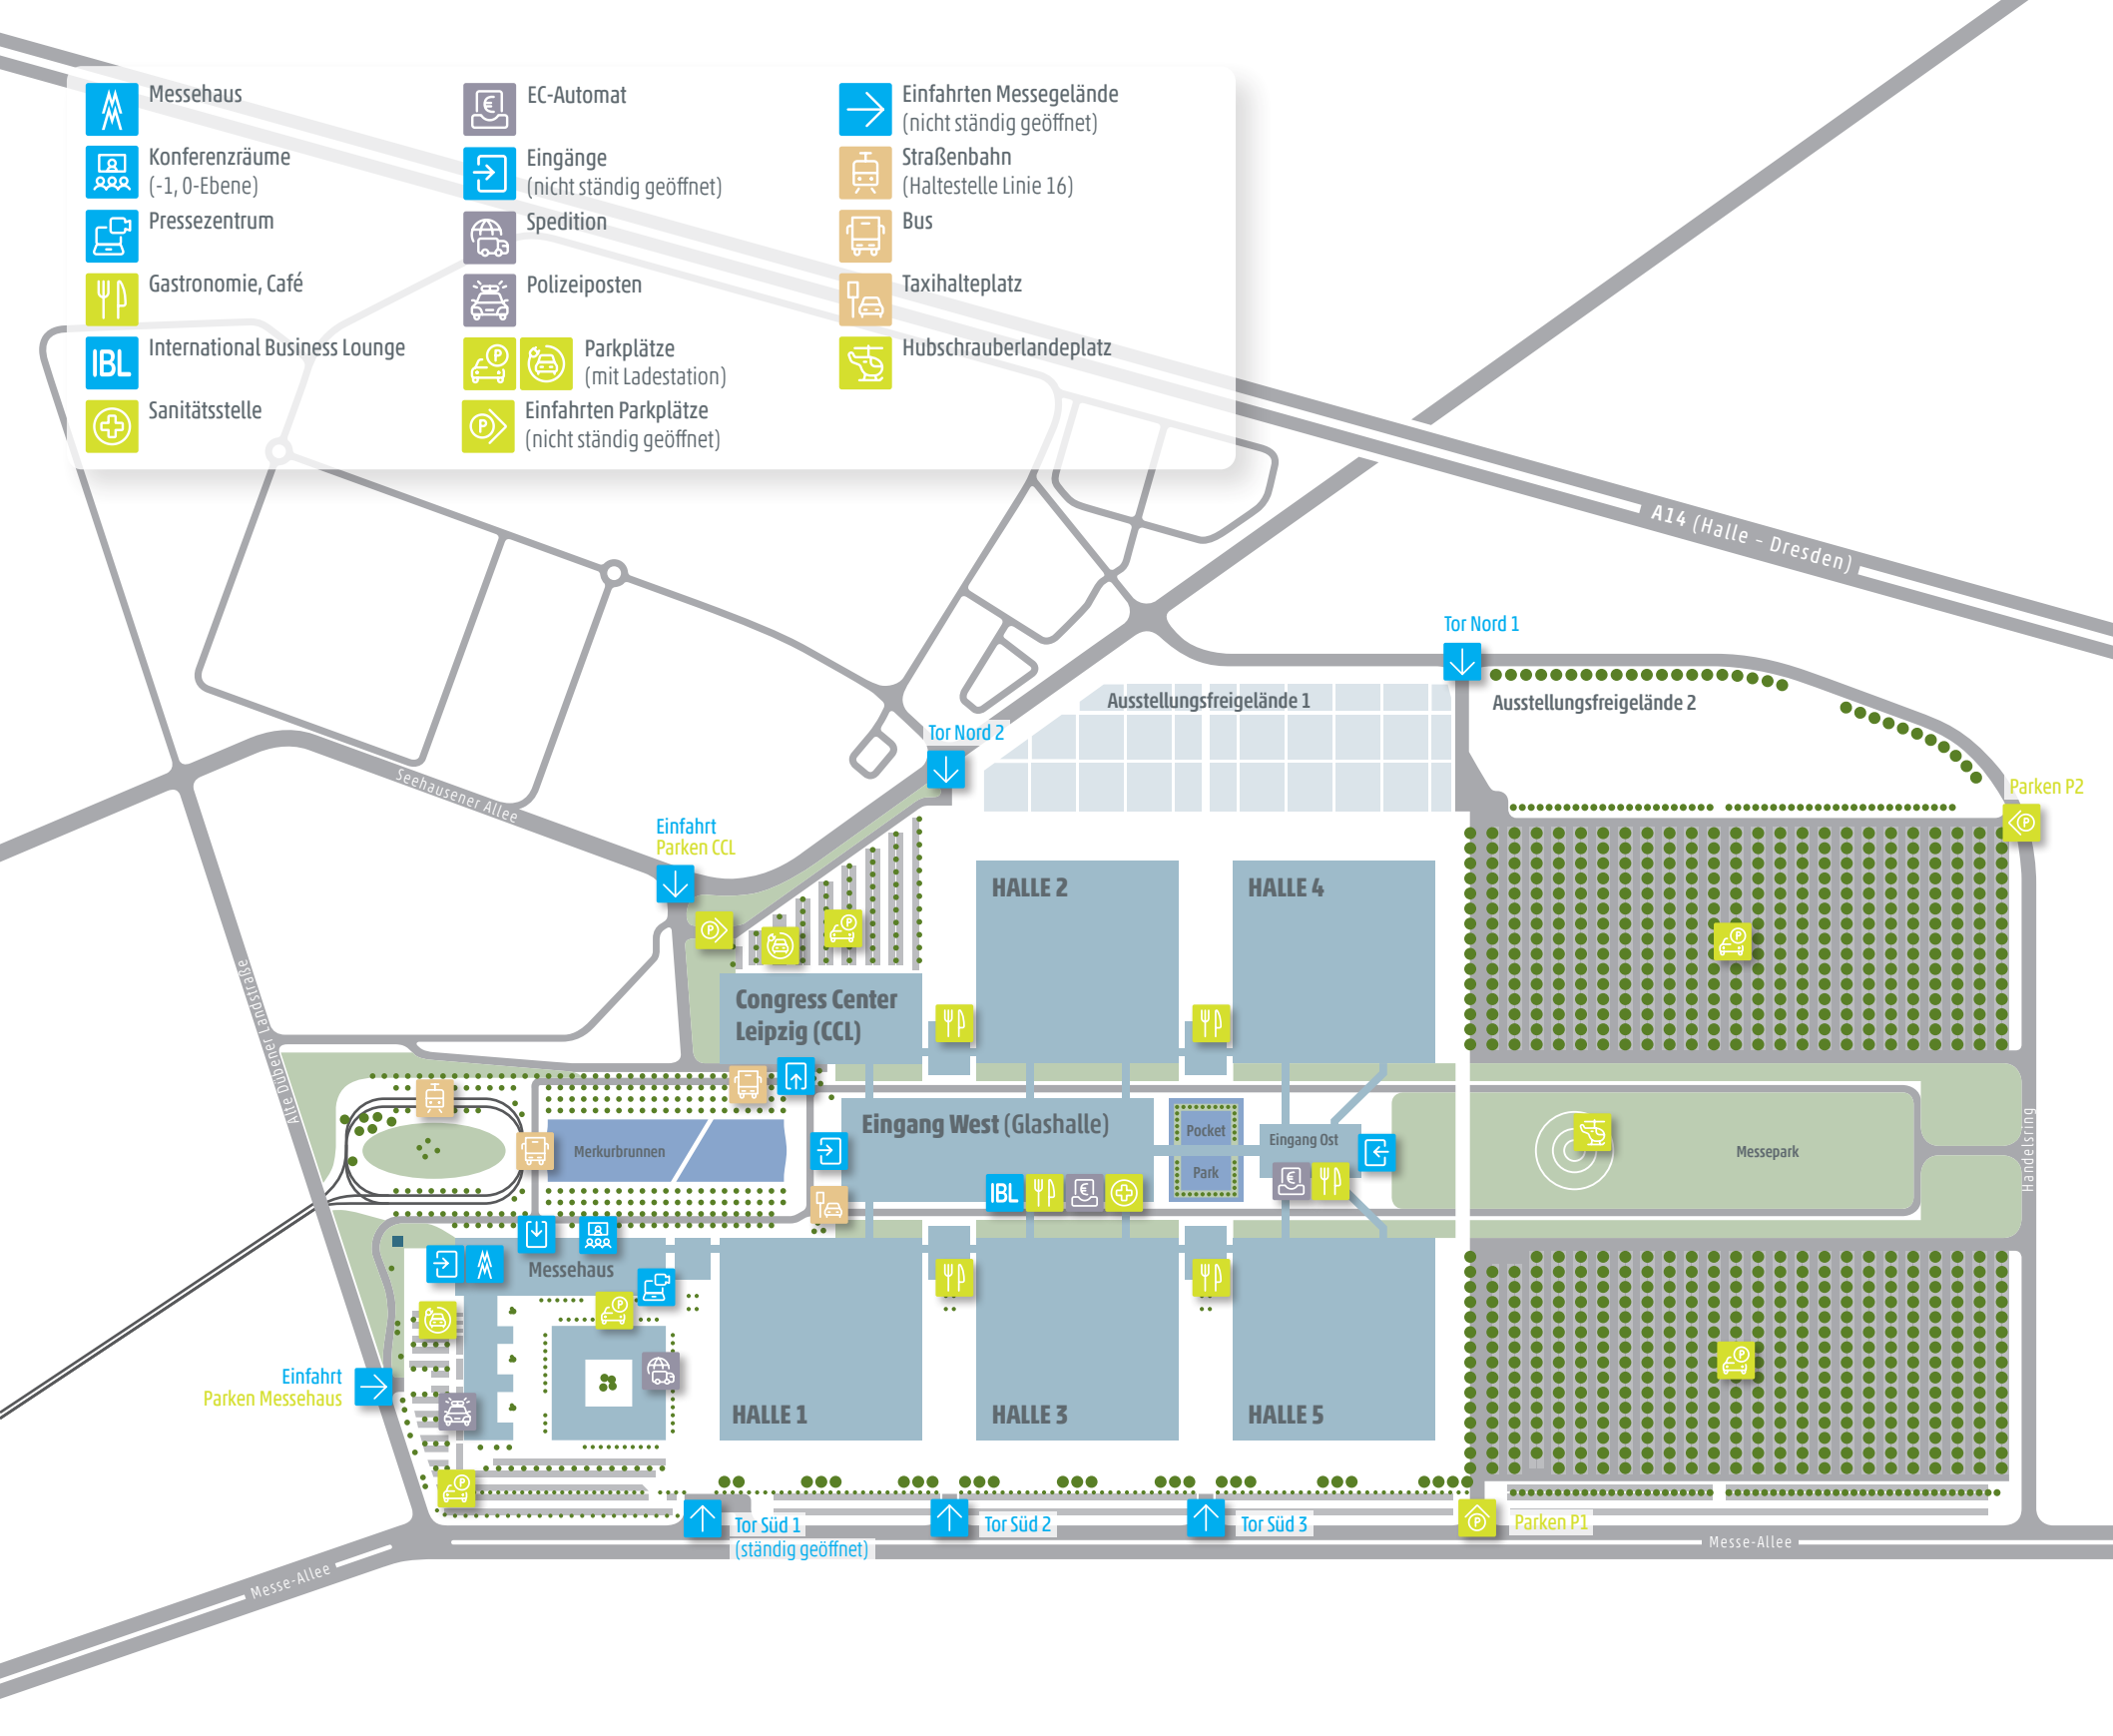 Messehaus
Konferenzräume
(-1, 0-Ebene)
Pressezentrum
Gastronomie, Café
IBL
International Business Lounge
Sanitätsstelle
€
EC-Automat
Eingänge
(nicht ständig geöffnet)
Spedition
Polizeiposten
P
Parkplätze
(mit Ladestation)
P
Einfahrten Parkplätze
(nicht ständig geöffnet)
Einfahrten Messegelände
(nicht ständig geöffnet)
Straßenbahn
(Haltestelle Linie 16)
Bus
Taxihalteplatz
Hubschrauberlandeplatz
A14 (Halle – Dresden)
Tor Nord 1
Ausstellungsfreigelände 1
Ausstellungsfreigelände 2
Tor Nord 2
Seehausener Allee
Parken P2
P
Einfahrt
Parken CCL
P
P
P
HALLE 2
HALLE 4
Congress Center
Leipzig (CCL)
Alte Dübener Landstraße
Eingang West (Glashalle)
Pocket
Park
Eingang Ost
Merkurbrunnen
Messepark
Handelsring
IBL
€
€
Messehaus
P
P
Einfahrt
Parken Messehaus
HALLE 1
HALLE 3
HALLE 5
P
P
Tor Süd 1
(ständig geöffnet)
Tor Süd 2
Tor Süd 3
Parken P1
Messe-Allee
Messe-Allee